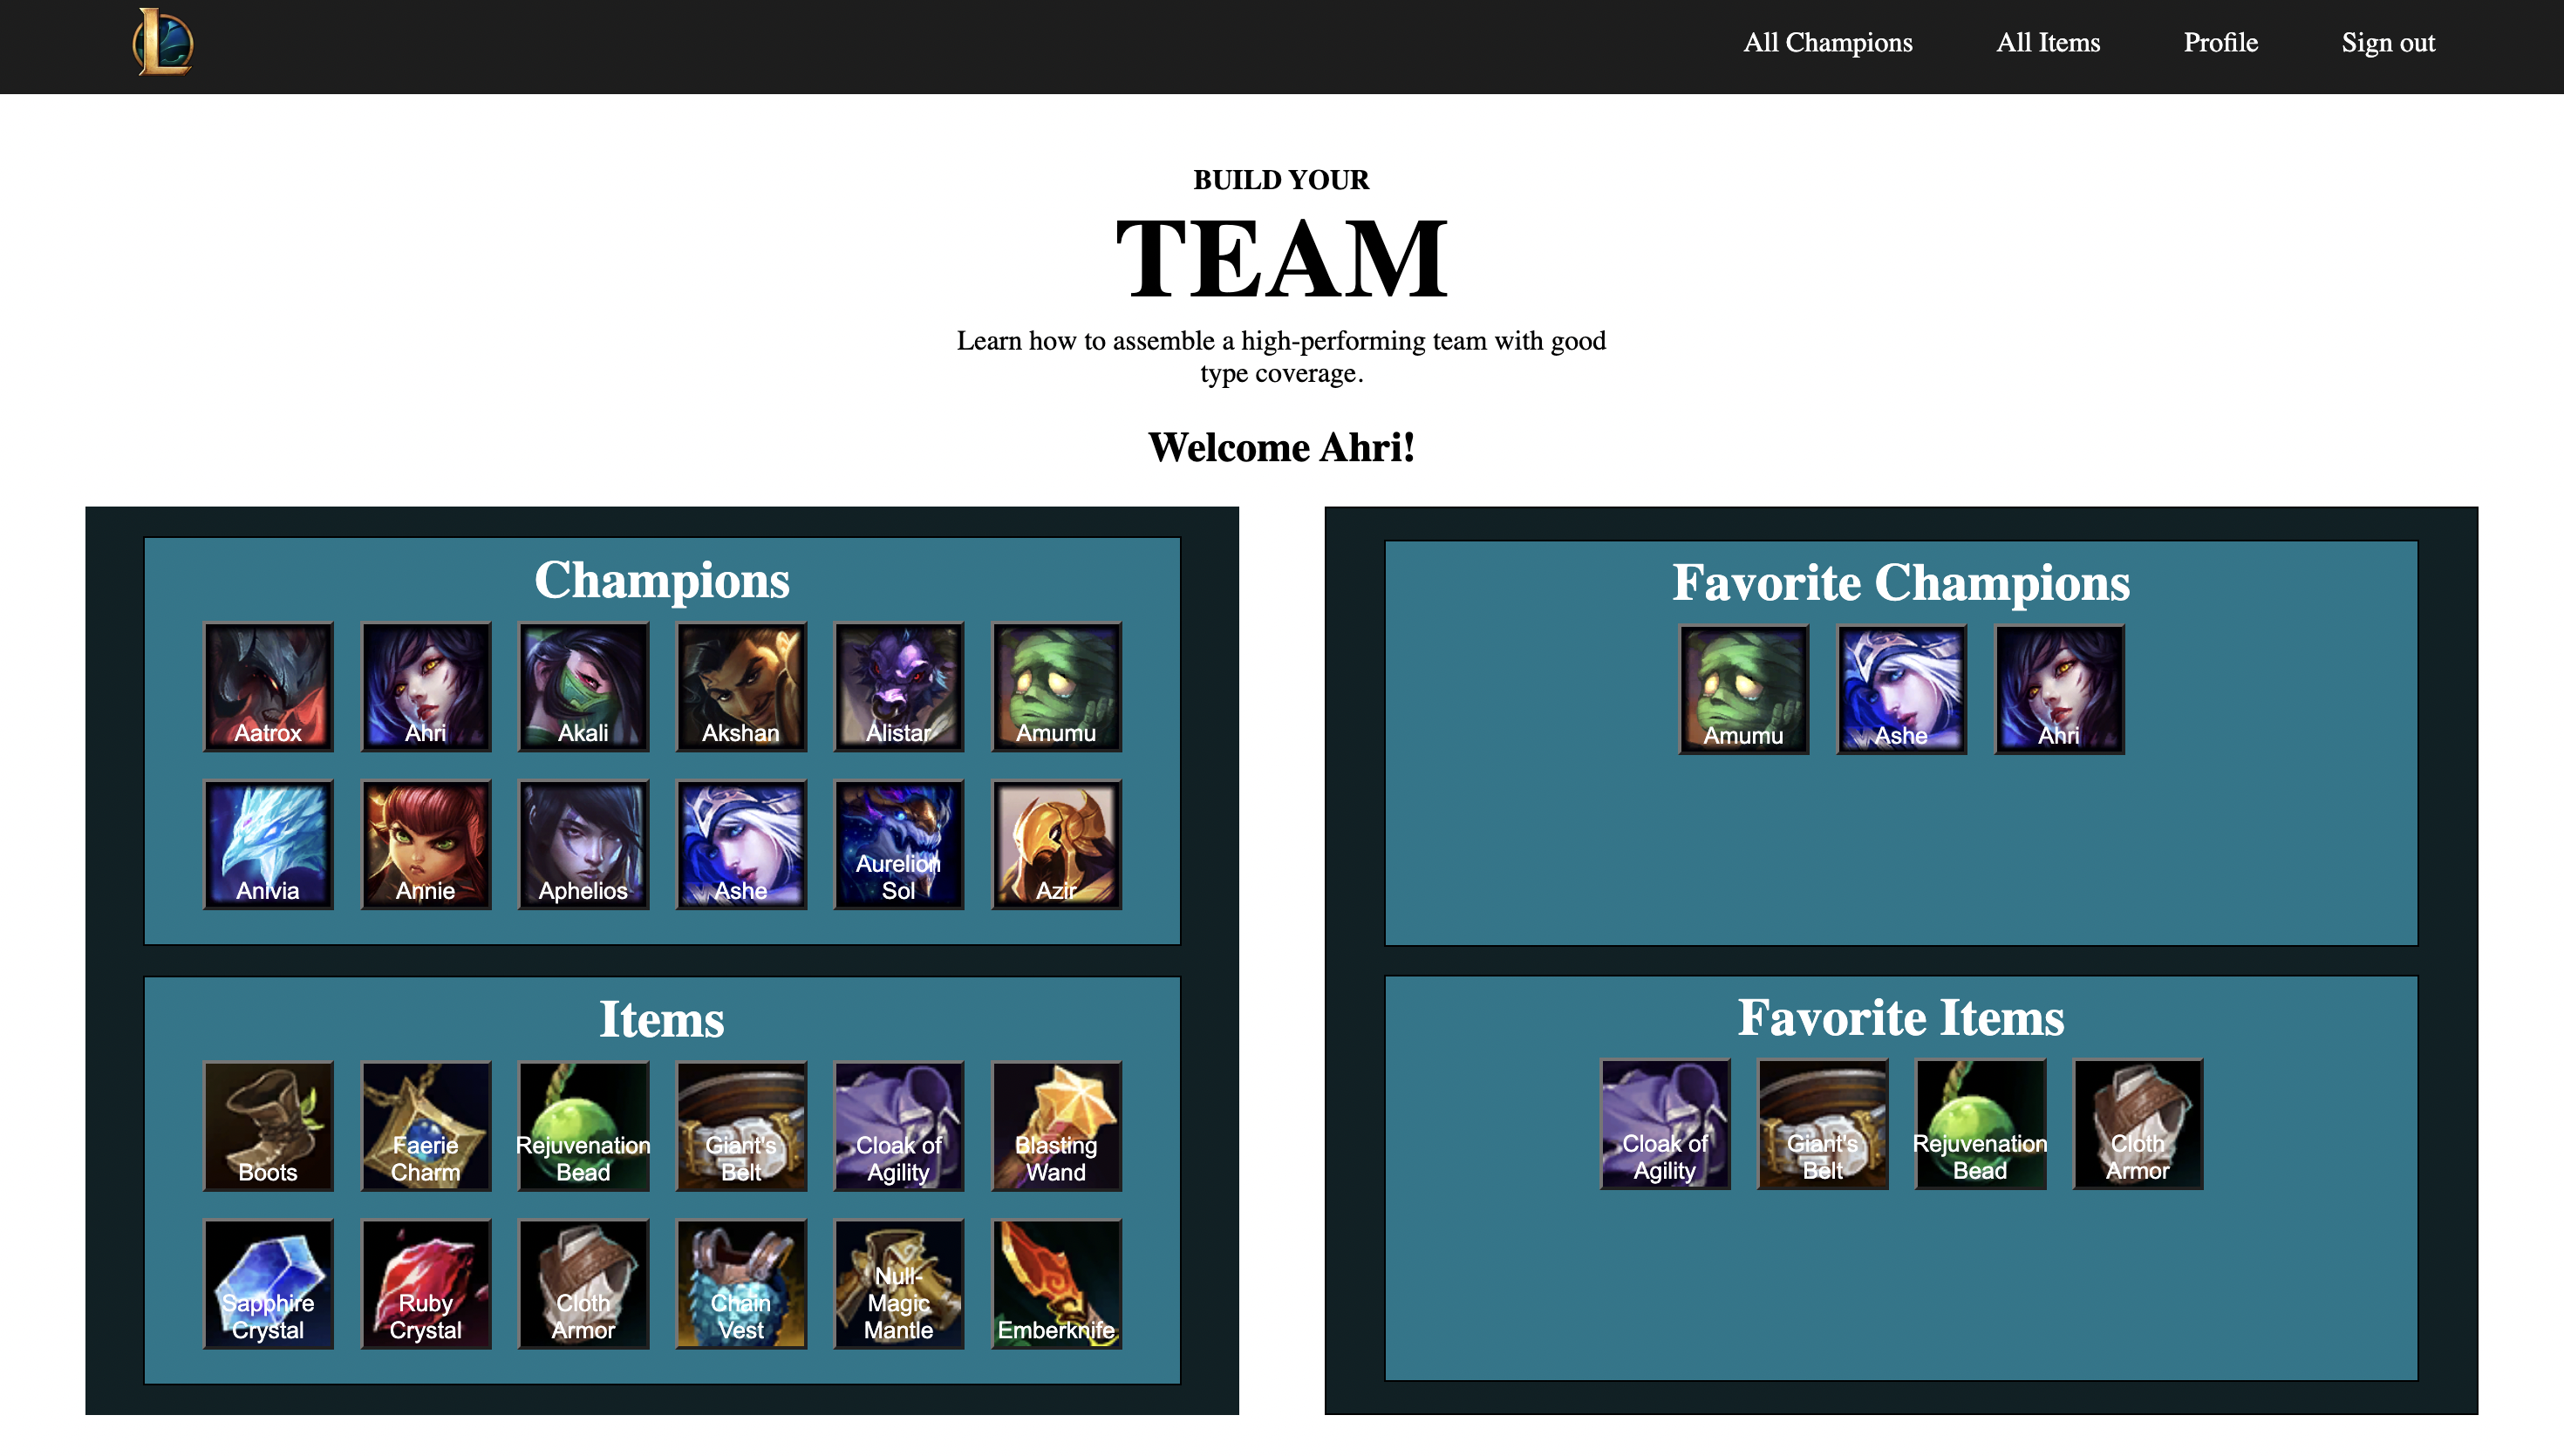 All Champions All Items Profile Sign out
BUILD YOUR
TEAM
Learn how to assemble a high-performing team with good
type coverage.
Welcome Ahri!
Champions
Aatrox Ahri Akali Akshan Alistar Amumu
Anivia Annie Aphelios Ashe Aurelion
Sol Azir
Items
Boots Faerie
Charm Rejuvenation
Bead Giant's
Belt Cloak of
Agility Blasting
Wand
Sapphire
Crystal Ruby
Crystal Cloth
Armor Chain
Vest Null-
Magic
Mantle Emberknife
Favorite Champions
Amumu Ashe Ahri
Favorite Items
Cloak of
Agility Giant's
Belt Rejuvenation
Bead Cloth
Armor